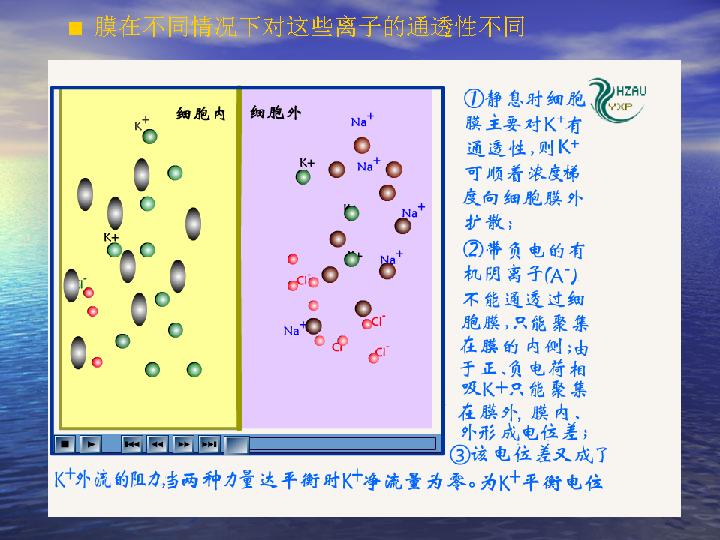 膜在不同情况下对这些离子的通透性不同
细胞内
细胞外
K+
K+
Cl-
Na+
K+
Na+
K+
Na+
K+
Na+
Cl-
Na+
Cl-
Cl-
Cl-
HZAU
YXP
①静息时细胞
膜主要对K+有
通透性,则K+
可顺着浓度梯
度向细胞膜外
扩散;
②带负电的有
机阴离子(A-)
不能通透过细
胞膜,只能聚集
在膜的内侧;由
于正、负电荷相
吸K+只能聚集
在膜外,膜内、
外形成电位差;
③该电位差又成了
K+外流的阻力,当两种力量达平衡时K+净流量为零。为K+平衡电位